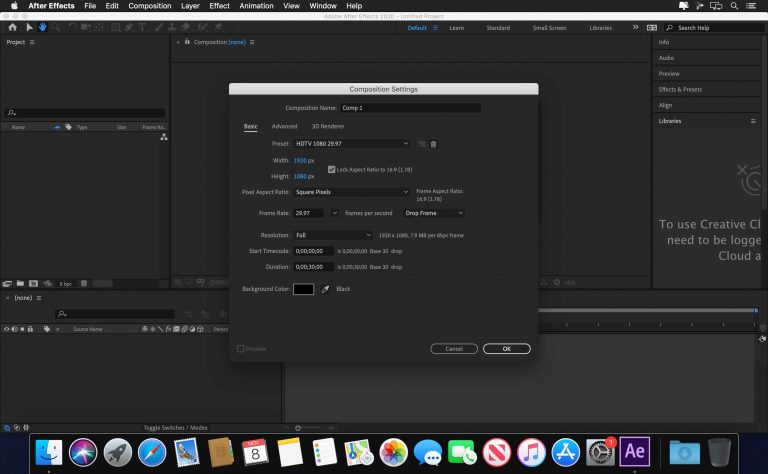 After Effects File Edit Composition Layer Effect Animation View Window Help
Adobe After Effects 2020 - Untitled Project
Default Learn Standard Small Screen Libraries Search Help
Project
Composition (none)
Info
Audio
Preview
Effects & Presets
Align
Libraries
Name Type Size Frame Ra..
Composition Settings
Composition Name: Comp 1
Basic Advanced 3D Renderer
Preset: HDTV 1080 29.97
Width: 1920 px
Lock Aspect Ratio to 16:9 (1.78)
Height: 1080 px
Pixel Aspect Ratio: Square Pixels
Frame Aspect Ratio:
16:9 (1.78)
Frame Rate: 29.97 frames per second Drop Frame
Resolution: Full 1920 x 1080, 7.9 MB per 8bpc frame
Start Timecode: 0;00;00;00 is 0;00;00;00 Base 30 drop
Duration: 0;00;30;00 is 0;00;30;00 Base 30 drop
Background Color: Black
Preview
Cancel
OK
To use Creative Cl
need to be logge
Cloud a
8 bpc
(100%)
+0.0
(none)
# Source Name
Parent
Toggle Switches / Modes
NOV
8
1
Ae